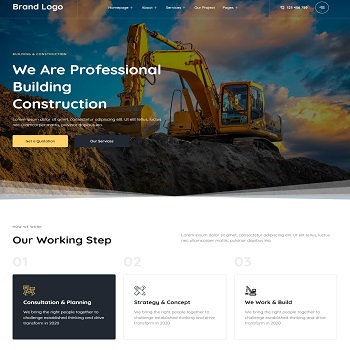 Brand Logo
Homepage About Services Our Project Pages
123 456 789
BUILDING & CONSTRUCTION
We Are Professional
Building
Construction
Lorem ipsum dolor sit amet, consectetur adipiscing elit. Ut elit tellus, luctus
nec ullamcorper mattis, pulvinar dapibus leo.
Get a Quotation
Our Services
HOW WE WORK
Our Working Step
Lorem ipsum dolor sit amet, consectetur adipiscing elit. Ut elit tellus, luctus nec
ullamcorper mattis, pulvinar dapibus leo.
01
02
03
Consultation & Planning
We bring the right people together to
challenge established thinking and drive
transform in 2020
Strategy & Concept
We bring the right people together to
challenge established thinking and drive
transform in 2020
We Work & Build
We bring the right people together to
challenge established thinking and drive
transform in 2020